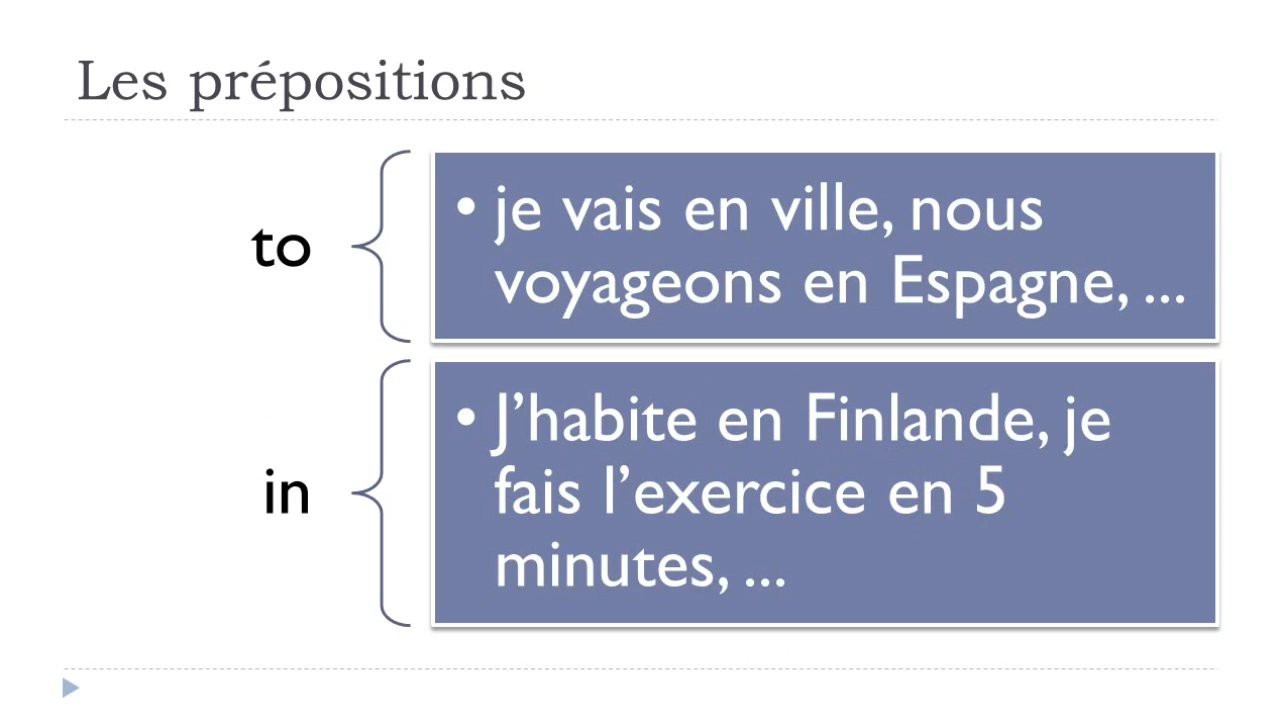 Les prépositions
to
• je vais en ville, nous
voyageons en Espagne, ...
in
• J’habite en Finlande, je
fais l’exercice en 5
minutes, ...